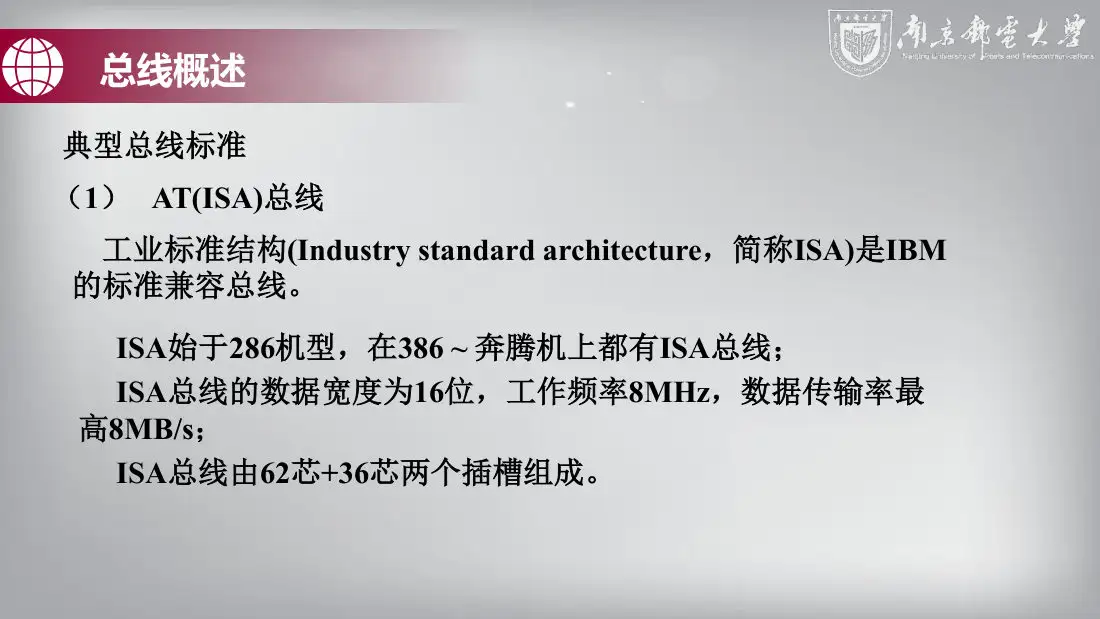 总线概述
南京邮电大学
Nanjing University of Posts and Telecommunications
典型总线标准
（1） AT(ISA)总线
工业标准结构(Industry standard architecture，简称ISA)是IBM
的标准兼容总线。
ISA始于286机型，在386 ~ 奔腾机上都有ISA总线；
ISA总线的数据宽度为16位，工作频率8MHz，数据传输率最
高8MB/s；
ISA总线由62芯+36芯两个插槽组成。